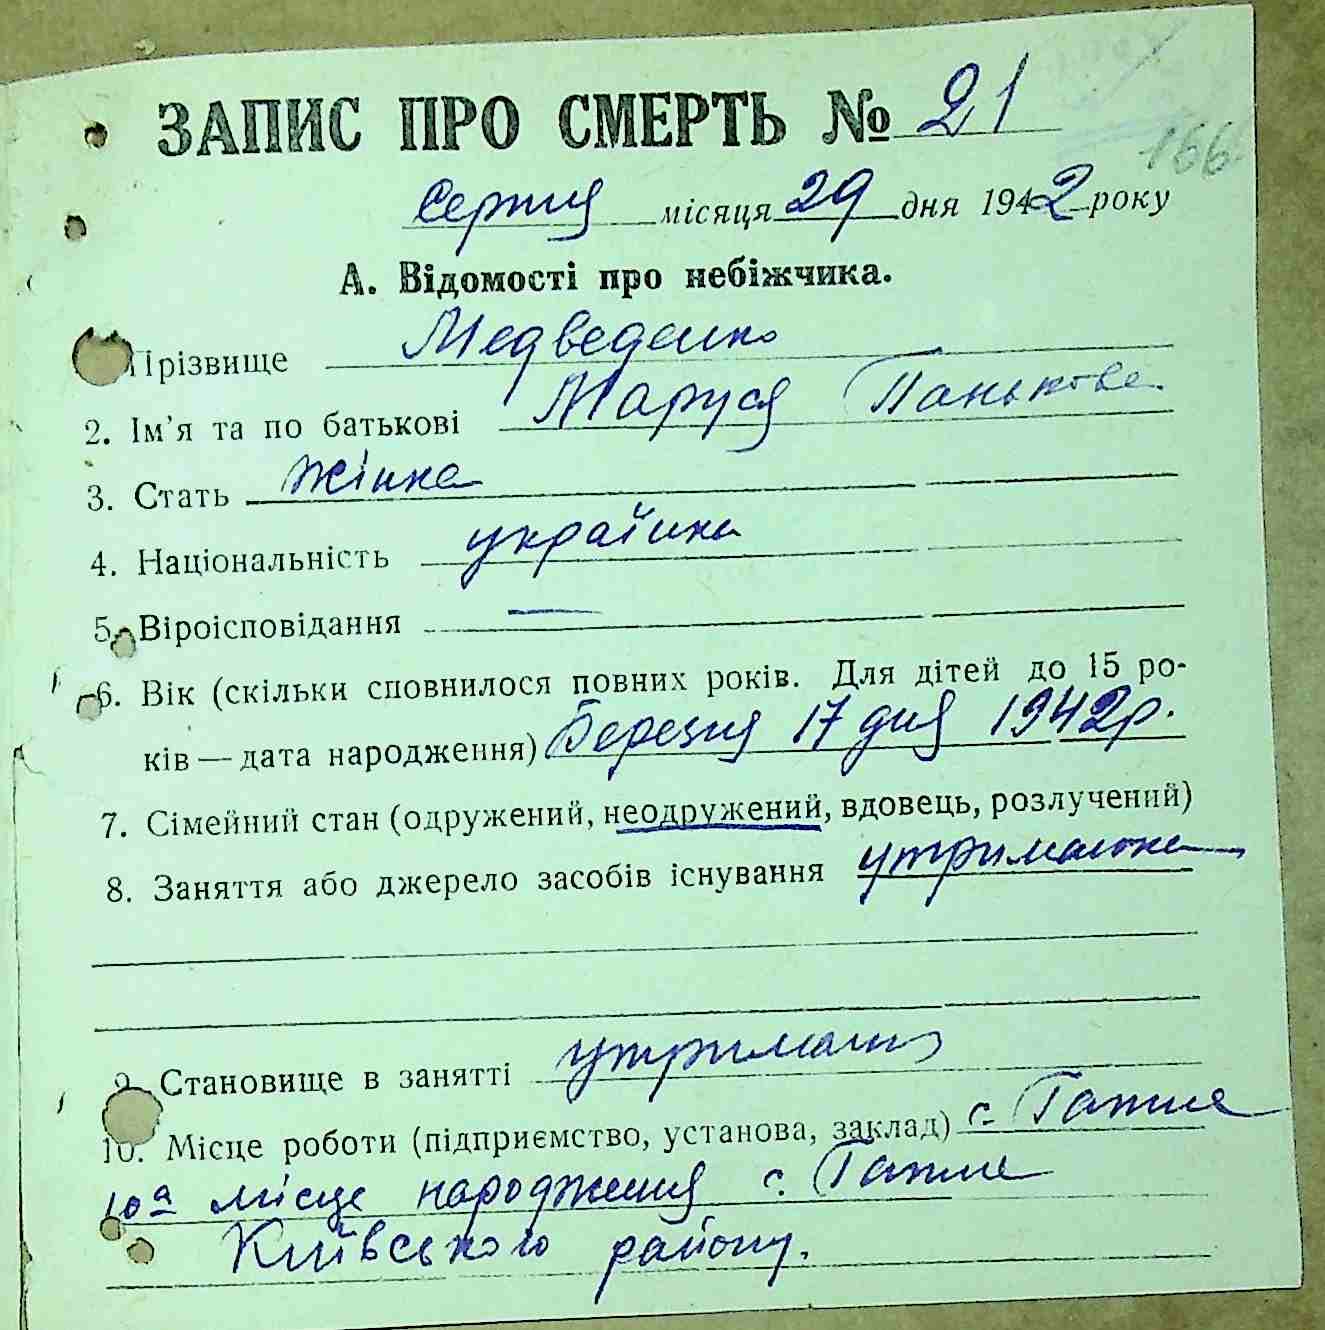 ЗАПИС ПРО СМЕРТЬ № 21
166
Серпня місяця 29 дня 1942 року
А. Відомості про небіжчика.
Прізвище Медведенко
2. Ім'я та по батькові Маруся Панькова
3. Стать жінка
4. Національність українка
5. Віроісповідання —
6. Вік (скільки сповнилося повних років. Для дітей до 15 ро-
ків — дата народження) Березня 17 дня 1942 р.
7. Сімейний стан (одружений, неодружений, вдовець, розлучений)
8. Заняття або джерело засобів існування утриманка
9. Становище в занятті
10. Місце роботи (підприємство, установа, заклад) с. Гатне
10а місце народження с. Гатне
Київського району.